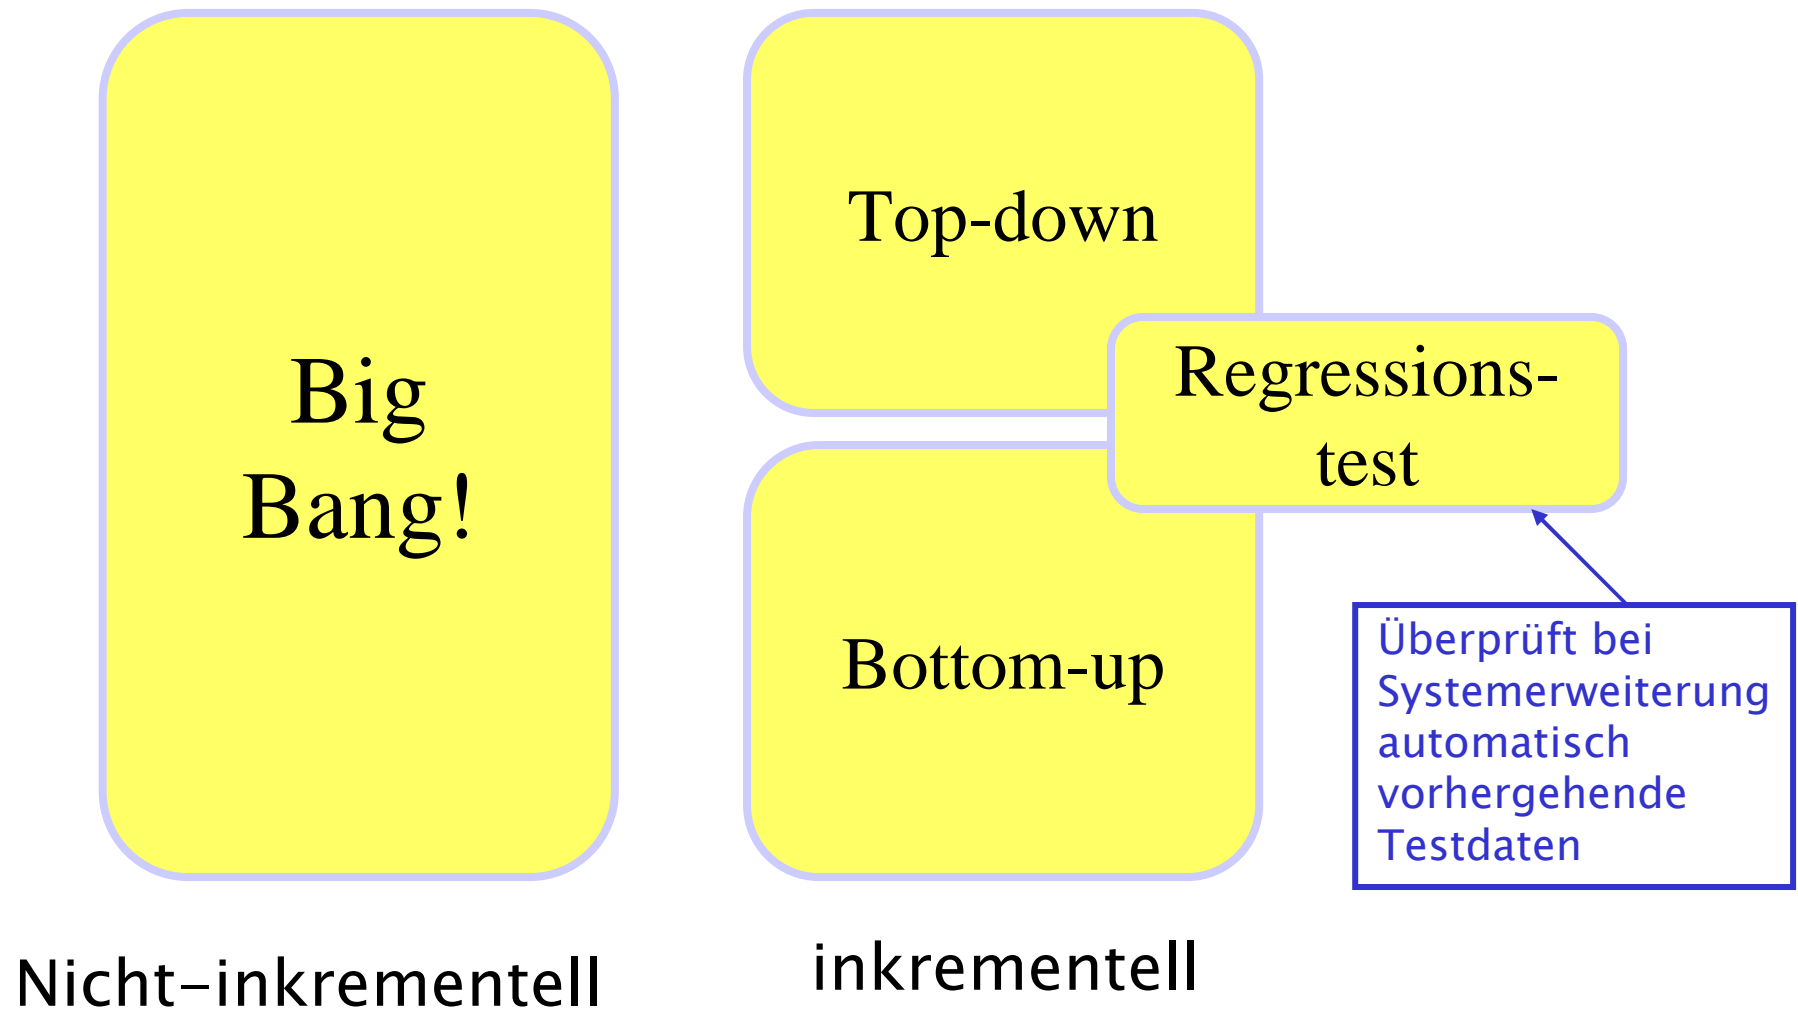 Big
Bang!
Top-down
Regressions-
test
Bottom-up
Überprüft bei
Systemerweiterung
automatisch
vorhergehende
Testdaten
Nicht-inkrementell
inkrementell